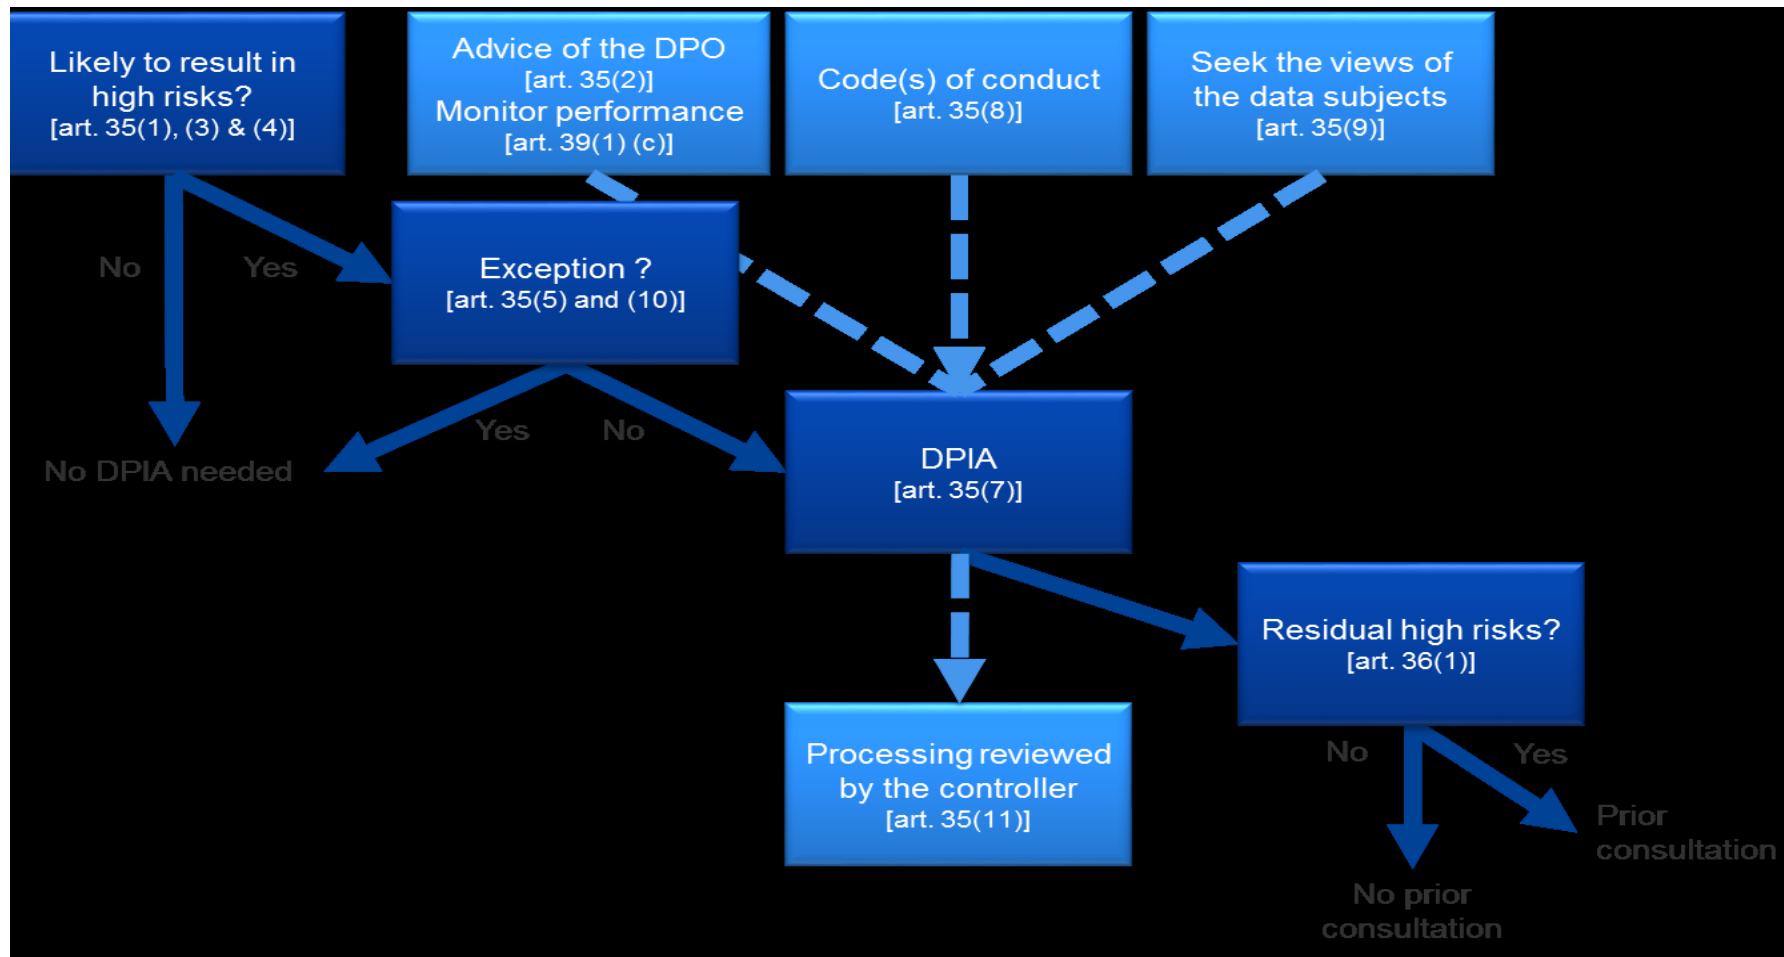 Likely to result in
high risks?
[art. 35(1), (3) & (4)]
Advice of the DPO
[art. 35(2)]
Monitor performance
[art. 39(1) (c)]
Code(s) of conduct
[art. 35(8)]
Seek the views of
the data subjects
[art. 35(9)]
No
Yes
Exception ?
[art. 35(5) and (10)]
Yes
No
No DPIA needed
DPIA
[art. 35(7)]
Residual high risks?
[art. 36(1)]
Processing reviewed
by the controller
[art. 35(11)]
No
Yes
Prior
consultation
No prior
consultation